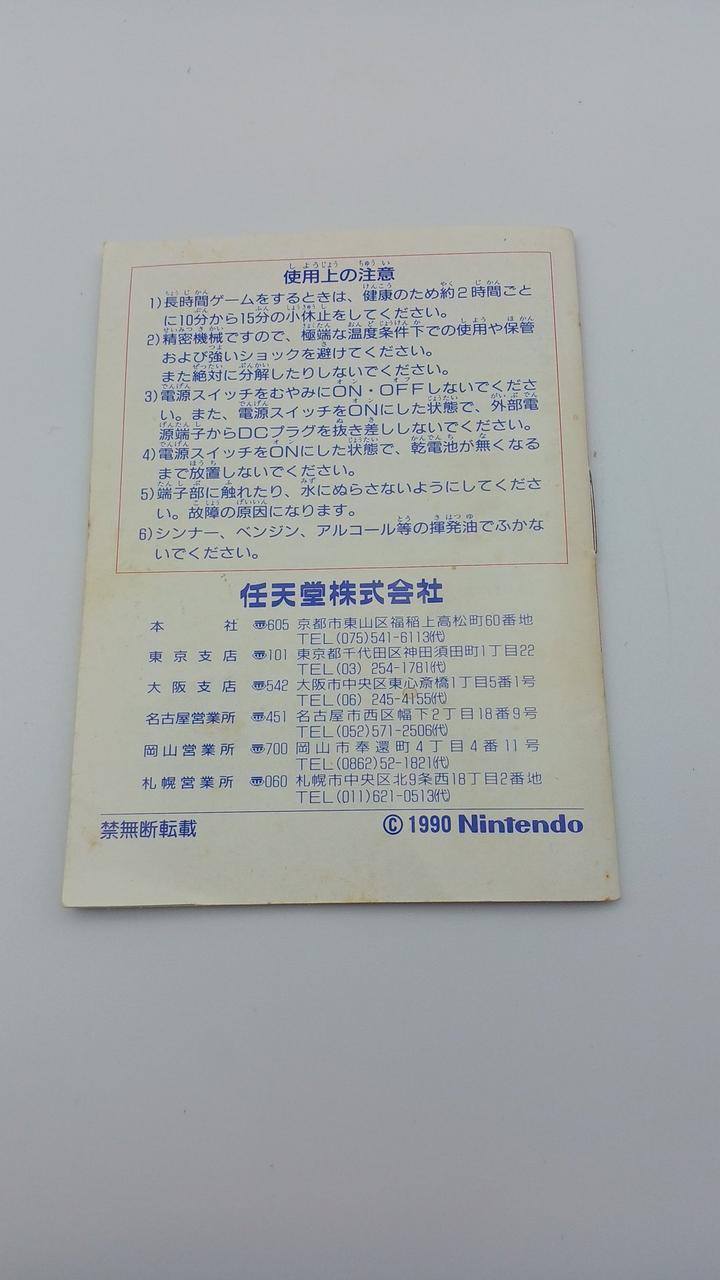 使用上の注意
1)長時間ゲームをするときは、健康のため約2時間ごと
に10分から15分の小休止をしてください。
2)精密機械ですので、極端な温度条件下での使用や保管
および強いショックを避けてください。
また絶対に分解したりしないでください。
3)電源スイッチをむやみにON・OFFしないでくださ
い。また、電源スイッチをONにした状態で、外部電
源端子からDCプラグを抜き差ししないでください。
4)電源スイッチをONにした状態で、乾電池が無くなる
まで放置しないでください。
5)端子部に触れたり、水にぬらさないようにしてくださ
い。故障の原因になります。
6)シンナー、ベンジン、アルコール等の揮発油でふかな
いでください。
任天堂株式会社
本社 〠605 京都市東山区福稲上高松町60番地
TEL(075)541-6113(代)
東京支店 〠101 東京都千代田区神田須田町1丁目22
TEL(03) 254-1781(代)
大阪支店 〠542 大阪市中央区東心斎橋1丁目5番1号
TEL(06) 245-4155(代)
名古屋営業所 〠451 名古屋市西区幅下2丁目18番9号
TEL(052)571-2506(代)
岡山営業所 〠700 岡山市奉還町4丁目4番11号
TEL(0862)52-1821(代)
札幌営業所 〠060 札幌市中央区北9条西18丁目2番地
TEL(011)621-0513(代)
禁無断転載 ©1990 Nintendo